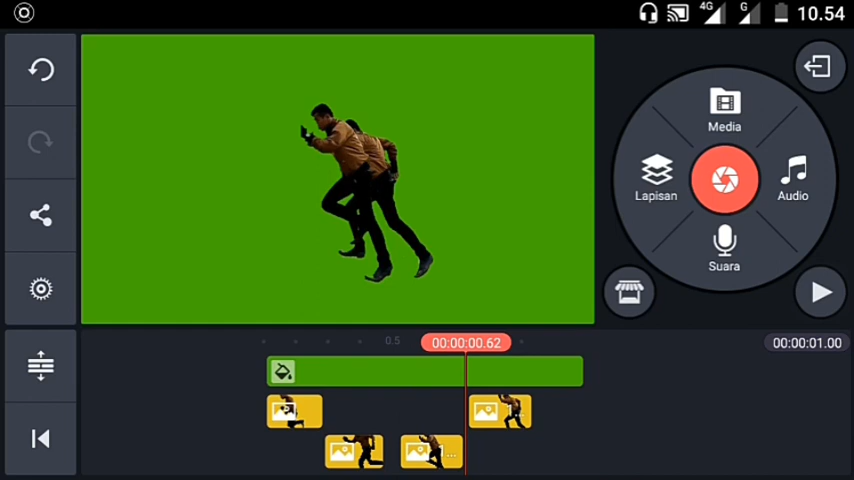 4G
G
10.54
Media
Lapisan
Audio
Suara
0.5
00:00:00.62
00:00:01.00
...
...